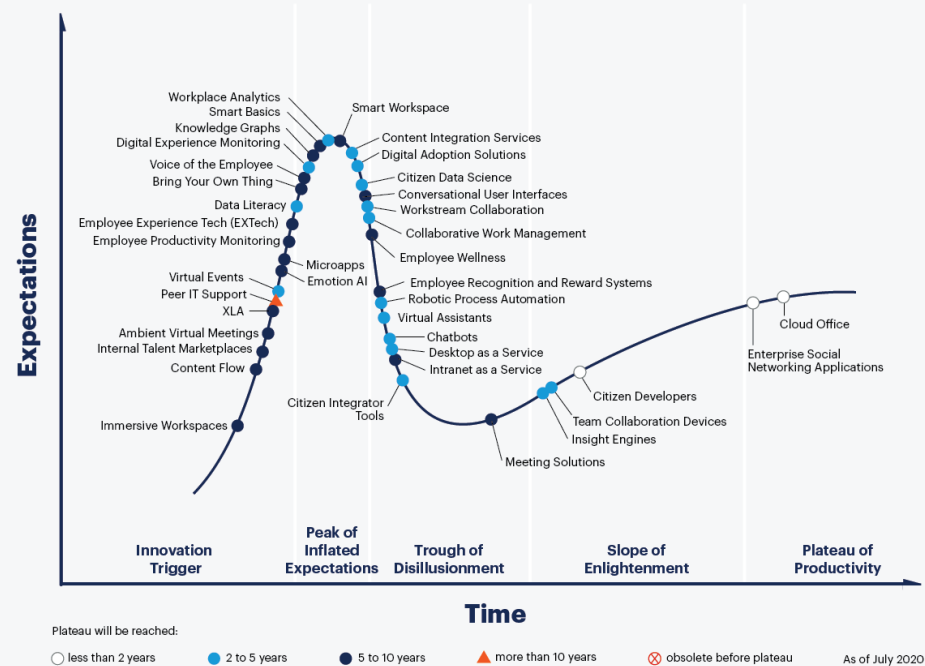 Expectations
Workplace Analytics
Smart Basics
Knowledge Graphs
Digital Experience Monitoring
Voice of the Employee
Bring Your Own Thing
Data Literacy
Employee Experience Tech (EXTech)
Employee Productivity Monitoring
Microapps
Emotion AI
Virtual Events
Peer IT Support
XLA
Ambient Virtual Meetings
Internal Talent Marketplaces
Content Flow
Immersive Workspaces
Smart Workspace
Content Integration Services
Digital Adoption Solutions
Citizen Data Science
Conversational User Interfaces
Workstream Collaboration
Collaborative Work Management
Employee Wellness
Employee Recognition and Reward Systems
Robotic Process Automation
Virtual Assistants
Chatbots
Desktop as a Service
Intranet as a Service
Citizen Integrator
Tools
Meeting Solutions
Insight Engines
Team Collaboration Devices
Citizen Developers
Enterprise Social
Networking Applications
Cloud Office
Innovation
Trigger
Peak of
Inflated
Expectations
Trough of
Disillusionment
Slope of
Enlightenment
Plateau of
Productivity
Time
Plateau will be reached:
less than 2 years
2 to 5 years
5 to 10 years
more than 10 years
obsolete before plateau
As of July 2020